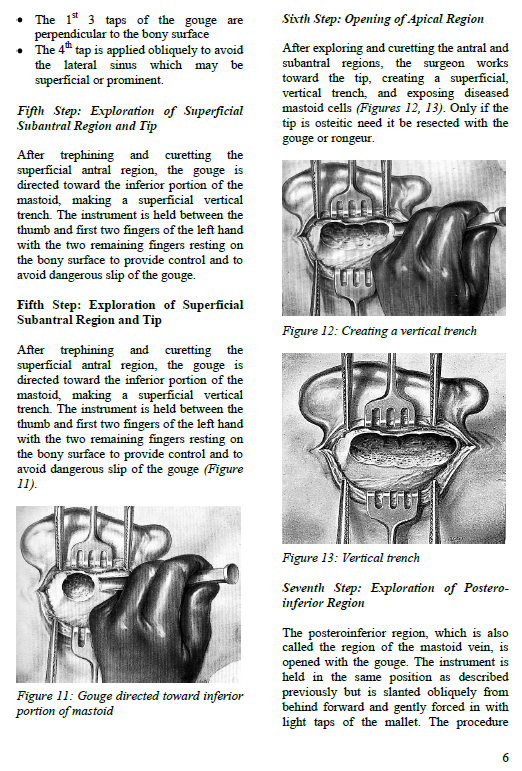 • The 1st 3 taps of the gouge are
perpendicular to the bony surface
• The 4th tap is applied obliquely to avoid
the lateral sinus which may be
superficial or prominent.
Fifth Step: Exploration of Superficial
Subantral Region and Tip
After trephining and curetting the
superficial antral region, the gouge is
directed toward the inferior portion of the
mastoid, making a superficial vertical
trench. The instrument is held between the
thumb and first two fingers of the left hand
with the two remaining fingers resting on
the bony surface to provide control and to
avoid dangerous slip of the gouge.
Fifth Step: Exploration of Superficial
Subantral Region and Tip
After trephining and curetting the
superficial antral region, the gouge is
directed toward the inferior portion of the
mastoid, making a superficial vertical
trench. The instrument is held between the
thumb and first two fingers of the left hand
with the two remaining fingers resting on
the bony surface to provide control and to
avoid dangerous slip of the gouge (Figure
11).
Figure 11: Gouge directed toward inferior
portion of mastoid
Sixth Step: Opening of Apical Region
After exploring and curetting the antral and
subantral regions, the surgeon works
toward the tip, creating a superficial,
vertical trench, and exposing diseased
mastoid cells (Figures 12, 13). Only if the
tip is osteitic need it be resected with the
gouge or rongeur.
Figure 12: Creating a vertical trench
Figure 13: Vertical trench
Seventh Step: Exploration of Postero-
inferior Region
The posteroinferior region, which is also
called the region of the mastoid vein, is
opened with the gouge. The instrument is
held in the same position as described
previously but is slanted obliquely from
behind forward and gently forced in with
light taps of the mallet. The procedure
6